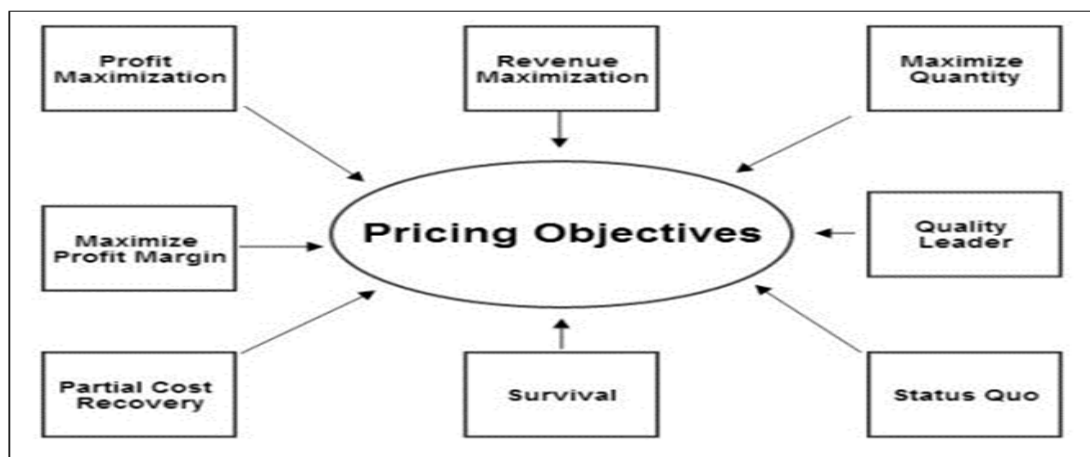 Profit
Maximization
Revenue
Maximization
Maximize
Quantity
Maximize
Profit Margin
Pricing Objectives
Quality
Leader
Partial Cost
Recovery
Survival
Status Quo